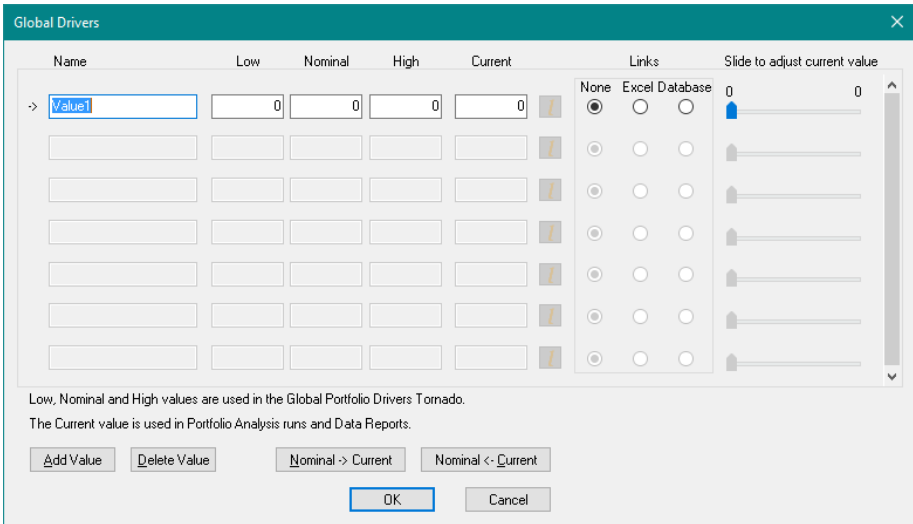 Global Drivers
Name Low Nominal High Current Links Slide to adjust current value
None Excel Database 0 0
-> Value1 0 0 0 0
Low, Nominal and High values are used in the Global Portfolio Drivers Tornado.
The Current value is used in Portfolio Analysis runs and Data Reports.
Add Value Delete Value Nominal -> Current Nominal <- Current
OK Cancel